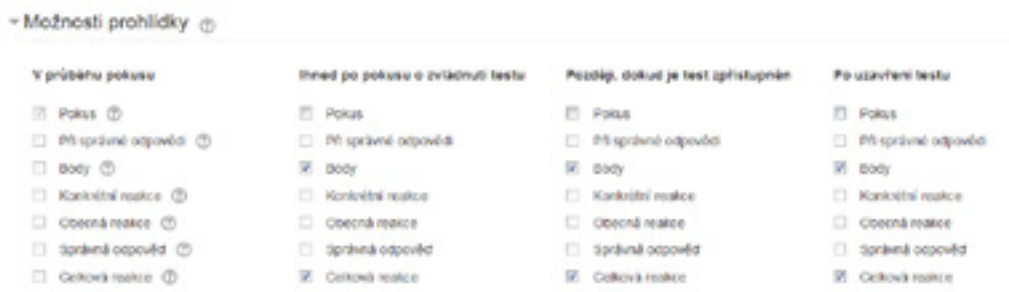 Možnosti prohlídky
V průběhu pokusu
Pokus
Při správné odpovědi
Body
Konkrétní reakce
Obecná reakce
Správná odpověď
Celková reakce
Ihned po pokusu o zvládnutí testu
Pokus
Při správné odpovědi
Body
Konkrétní reakce
Obecná reakce
Správná odpověď
Celková reakce
Později, dokud je test zpřístupněn
Pokus
Při správné odpovědi
Body
Konkrétní reakce
Obecná reakce
Správná odpověď
Celková reakce
Po uzavření testu
Pokus
Při správné odpovědi
Body
Konkrétní reakce
Obecná reakce
Správná odpověď
Celková reakce